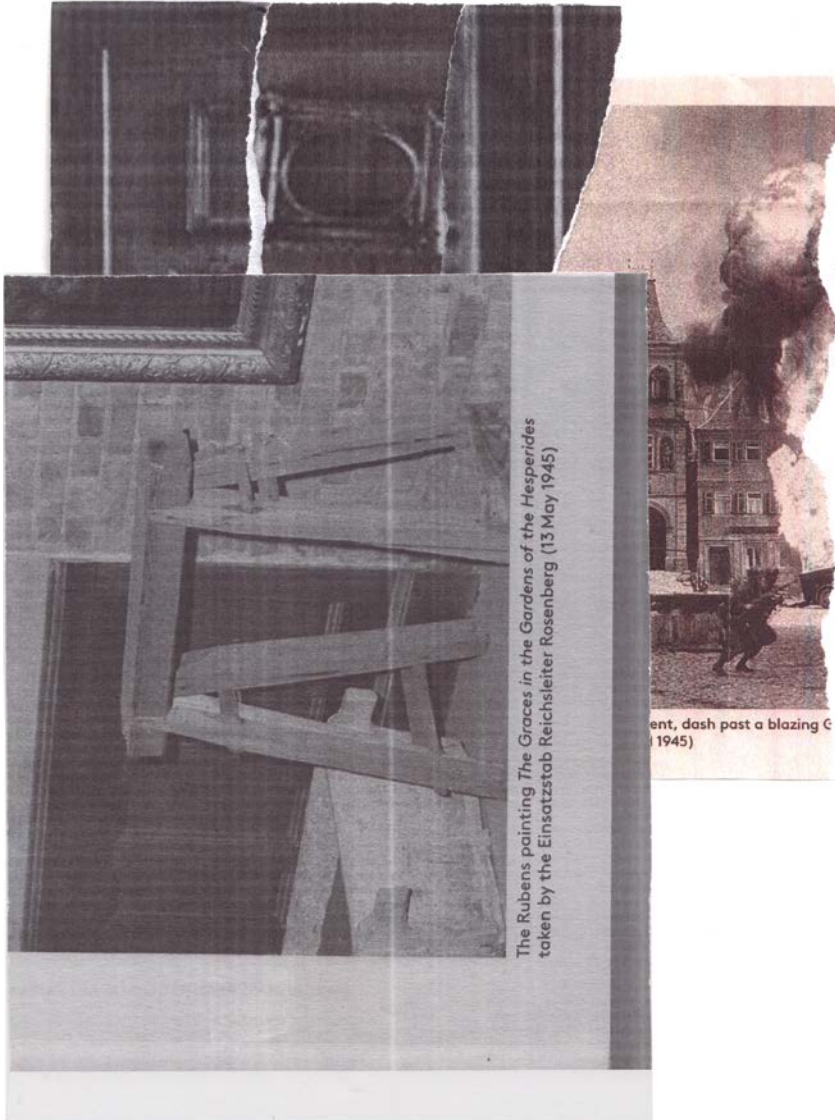 The Rubens painting The Graces in the Gardens of the Hesperides
taken by the Einsatzstab Reichsleiter Rosenberg (13 May 1945)
ent, dash past a blazing G
1945)